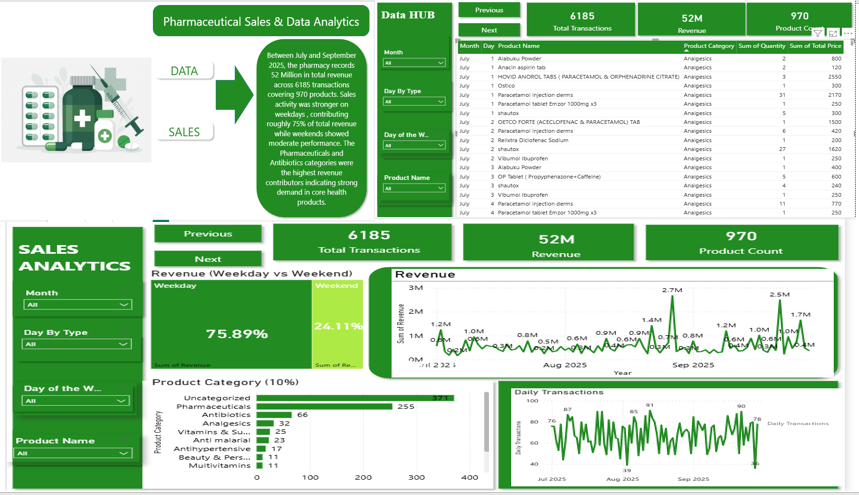 Pharmaceutical Sales & Data Analytics
DATA
SALES
Between July and September
2025, the pharmacy records
52 Million in total revenue
across 6185 transactions
covering 970 products. Sales
activity was stronger on
weekdays , contributing
roughly 75% of total revenue
while weekends showed
moderate performance. The
Pharmaceuticals and
Antibiotics categories were
the highest revenue
contributors indicating strong
demand in core health
products.
Data HUB
Month
All
Day By Type
All
Day of the W...
All
Product Name
All
Previous
Next
6185
Total Transactions
52M
Revenue
970
Product
Month Day Product Name Product Category Sum of Quantity Sum of Total Price
July 1 Alabuku Powder Analgesics 2 800
July 1 Anacin aspirin tab Analgesics 2 120
July 1 HOVID ANOROL TABS ( PARACETAMOL & ORPHENADRINE CITRATE) Analgesics 3 2550
July 1 Ostico Analgesics 1 300
July 1 Paracetamol injection derms Analgesics 31 2170
July 1 Paracetamol tablet Emzor 1000mg x3 Analgesics 1 250
July 1 shautox Analgesics 5 300
July 2 OETCO FORTE (ACECLOFENAC & PARACETAMOL) TAB Analgesics 1 1500
July 2 Paracetamol injection derms Analgesics 6 420
July 2 Relixtra Diclofenac Sodium Analgesics 1 200
July 2 shautox Analgesics 27 1620
July 2 Vibumol Ibuprofen Analgesics 1 250
July 3 Alabuku Powder Analgesics 1 400
July 3 OP Tablet ( Propyphenazone+Caffeine) Analgesics 5 600
July 3 shautox Analgesics 4 240
July 3 Vibumol Ibuprofen Analgesics 1 250
July 4 Paracetamol injection derms Analgesics 11 770
July 4 Paracetamol tablet Emzor 1000mg x3 Analgesics 1 250
SALES
ANALYTICS
Month
All
Day By Type
All
Day of the W...
All
Product Name
All
Previous
Next
6185
Total Transactions
52M
Revenue
970
Product Count
Revenue (Weekday vs Weekend)
Weekday
75.89%
Sum of Revenue
Weekend
24.11%
Sum of Re...
Revenue
Sum of Revenue
3M
2M
1M
0M
1.2M
1.0M
0.8M
0.5M
0.6M
0.9M
0.9M
1.4M
2.7M
0.8M
1.2M
1.0M
2.5M
1.7M
Aug 2025
Sep 2025
Year
Product Category (10%)
Product Category
Uncategorized 371
Pharmaceuticals 255
Antibiotics 66
Analgesics 32
Vitamins & Su... 25
Anti malarial 23
Antihypertensive 17
Beauty & Pers... 11
Multivitamins 11
0 100 200 300 400
Daily Transactions
Daily Transactions
100
80
60
40
76
87
39
85
91
90
78
Daily Transactions
Jul 2025 Aug 2025 Sep 2025